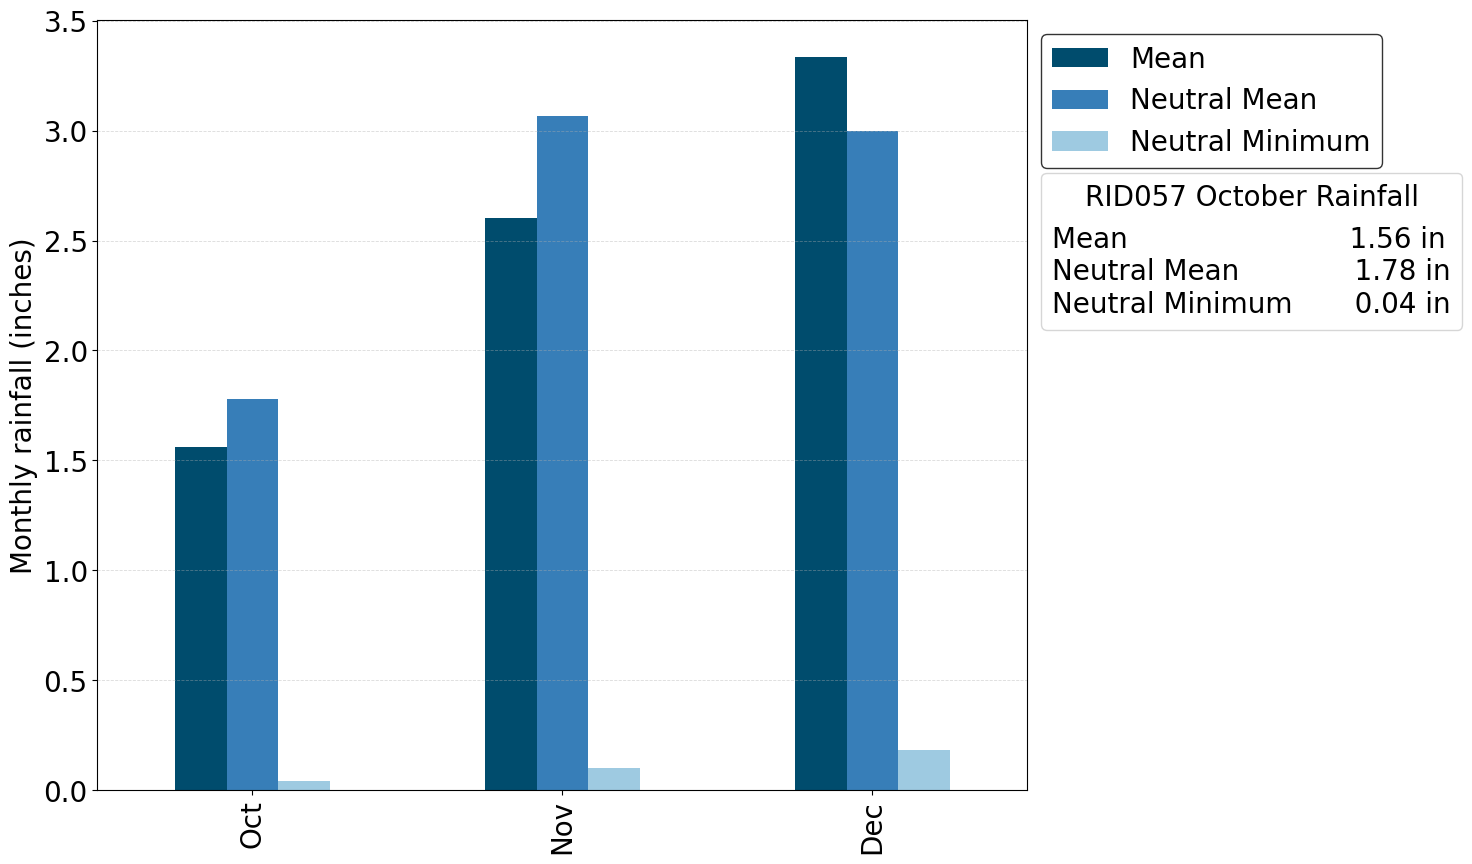 3.5
3.0
2.5
2.0
1.5
1.0
0.5
0.0
Monthly rainfall (inches)
Oct
Nov
Dec
Mean
Neutral Mean
Neutral Minimum
RID057 October Rainfall
Mean 1.56 in
Neutral Mean 1.78 in
Neutral Minimum 0.04 in